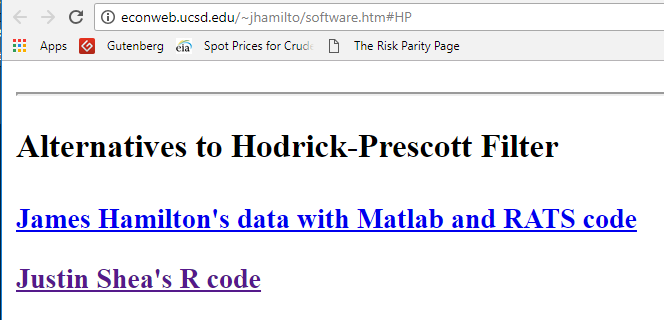 econweb.ucsd.edu/~jhamilto/software.htm#HP
Apps Gutenberg eia Spot Prices for Crude The Risk Parity Page
Alternatives to Hodrick-Prescott Filter
James Hamilton's data with Matlab and RATS code
Justin Shea's R code